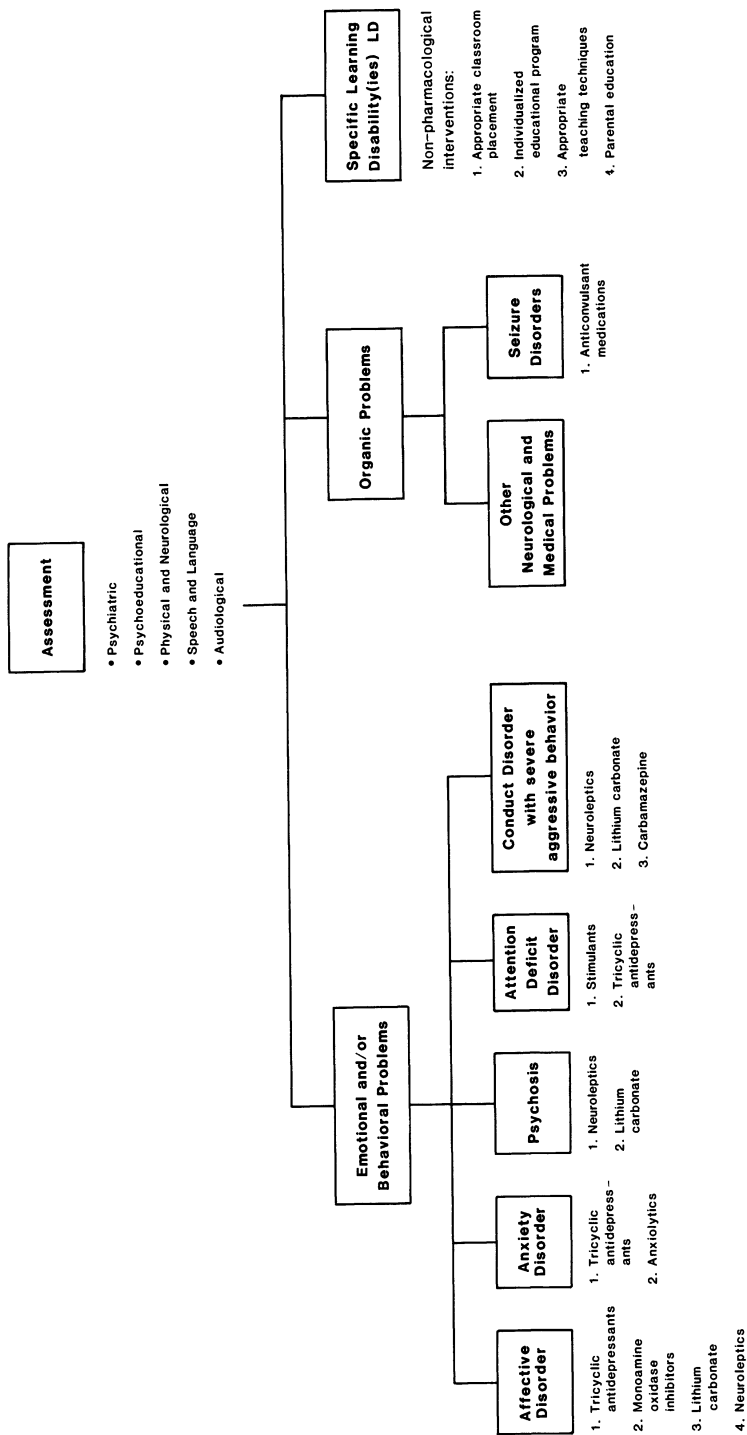 Assessment
• Psychiatric
• Psychoeducational
• Physical and Neurological
• Speech and Language
• Audiological
Emotional and/or
Behavioral Problems
Organic Problems
Specific Learning
Disability(ies) LD
Non-pharmacological
interventions:
1. Appropriate classroom
placement
2. Individualized
educational program
3. Appropriate
teaching techniques
4. Parental education
Affective
Disorder
1. Tricyclic
antidepressants
2. Monoamine
oxidase
inhibitors
3. Lithium
carbonate
4. Neuroleptics
Anxiety
Disorder
1. Tricyclic
antidepress-
ants
2. Anxiolytics
Psychosis
1. Neuroleptics
2. Lithium
carbonate
Attention
Deficit
Disorder
1. Stimulants
2. Tricyclic
antidepress-
ants
Conduct Disorder
with severe
aggressive behavior
1. Neuroleptics
2. Lithium carbonate
3. Carbamazepine
Other
Neurological and
Medical Problems
Seizure
Disorders
1. Anticonvulsant
medications